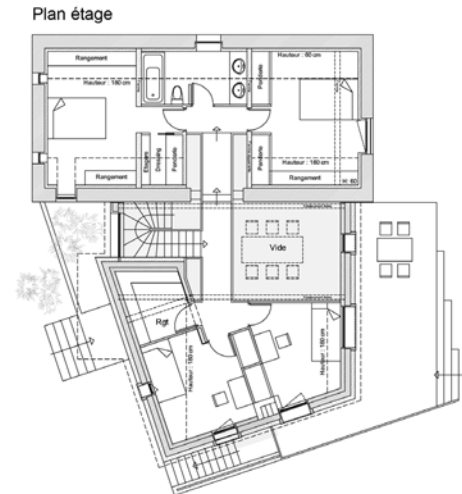 Plan étage
Rangement
Hauteur : 180 cm
Hauteur : 60 cm
Penderie
Etagère
Dressing
Penderie
Penderie
Hauteur : 180 cm
Rangement
Rangement
H: 60
Vide
Rgt
Hauteur : 180 cm
Hauteur : 180 cm